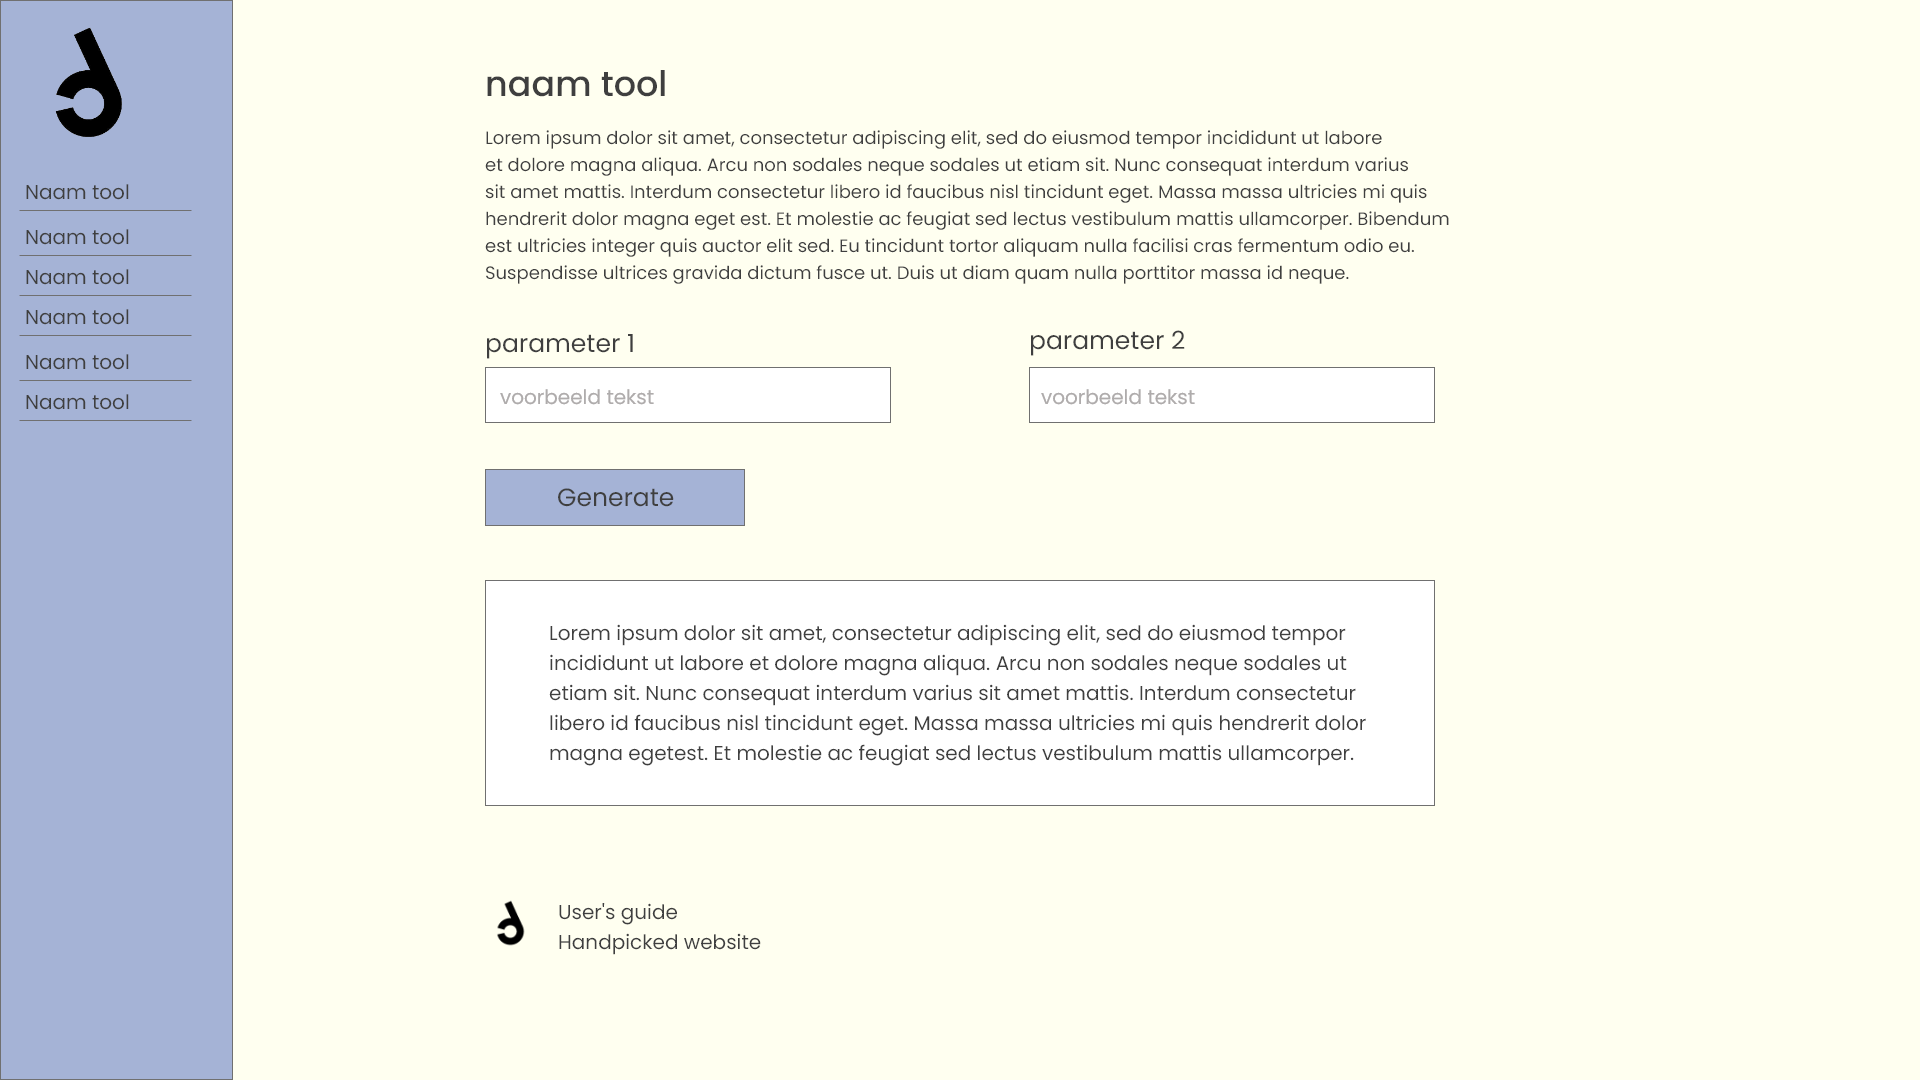 Naam tool
Naam tool
Naam tool
Naam tool
Naam tool
Naam tool
naam tool
Lorem ipsum dolor sit amet, consectetur adipiscing elit, sed do eiusmod tempor incididunt ut labore
et dolore magna aliqua. Arcu non sodales neque sodales ut etiam sit. Nunc consequat interdum varius
sit amet mattis. Interdum consectetur libero id faucibus nisl tincidunt eget. Massa massa ultricies mi quis
hendrerit dolor magna eget est. Et molestie ac feugiat sed lectus vestibulum mattis ullamcorper. Bibendum
est ultricies integer quis auctor elit sed. Eu tincidunt tortor aliquam nulla facilisi cras fermentum odio eu.
Suspendisse ultrices gravida dictum fusce ut. Duis ut diam quam nulla porttitor massa id neque.
parameter 1
voorbeeld tekst
parameter 2
voorbeeld tekst
Generate
Lorem ipsum dolor sit amet, consectetur adipiscing elit, sed do eiusmod tempor
incididunt ut labore et dolore magna aliqua. Arcu non sodales neque sodales ut
etiam sit. Nunc consequat interdum varius sit amet mattis. Interdum consectetur
libero id faucibus nisl tincidunt eget. Massa massa ultricies mi quis hendrerit dolor
magna egetest. Et molestie ac feugiat sed lectus vestibulum mattis ullamcorper.
User's guide
Handpicked website